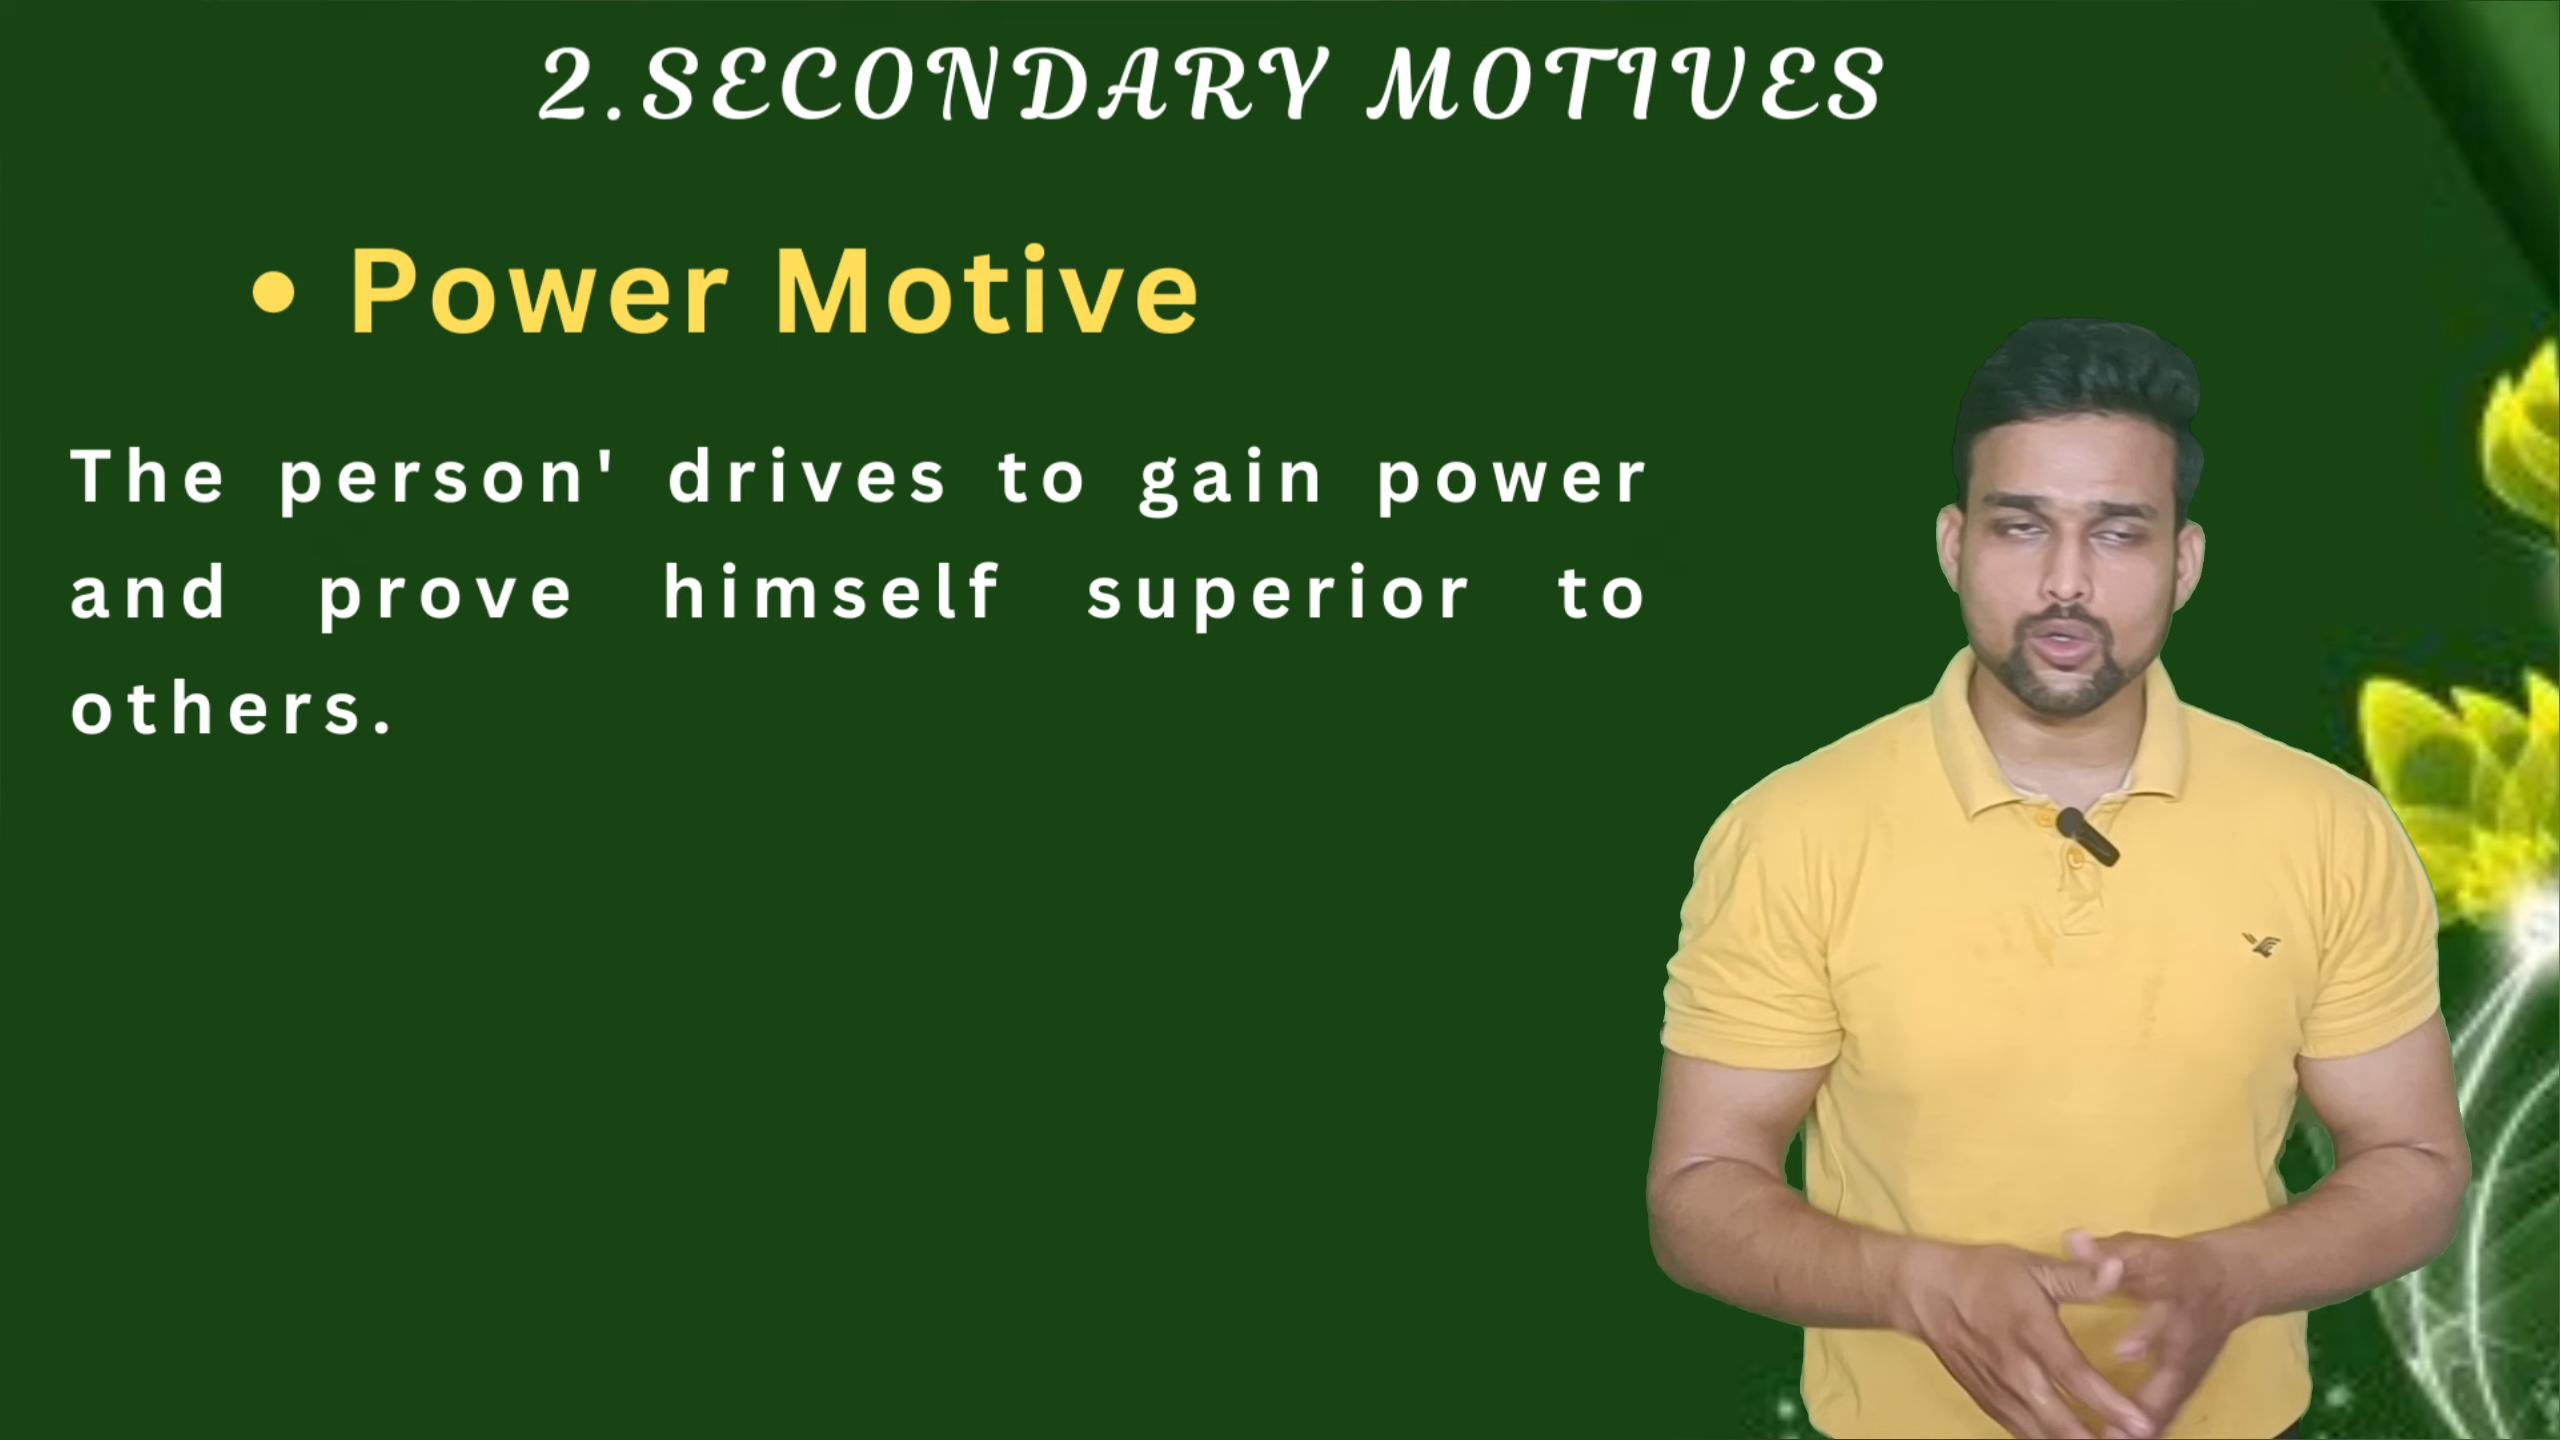 2.SECONDARY MOTIVES
• Power Motive
The person' drives to gain power
and prove himself superior to
others.